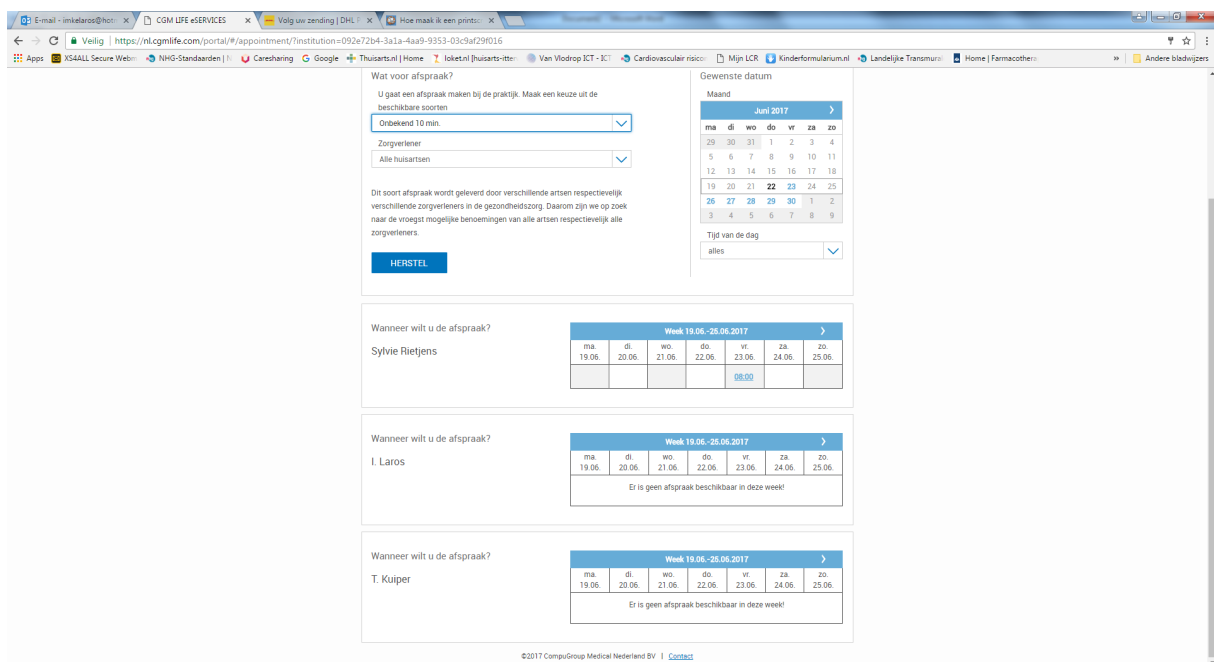 Document2 - Microsoft Word
E-mail - imkelaros@hotm
CGM LIFE eSERVICES
Volg uw zending | DHL P
Hoe maak ik een printsc
Veilig | https://nl.cgmlife.com/portal/#/appointment/?institution=092e72b4-3a1a-4aa9-9353-03c9af29f016
Apps XS4ALL Secure Webm NHG-Standaarden | N Caresharing Google Thuisarts.nl | Home loket.nl [huisarts-itter Van Vlodrop ICT - ICT Cardiovasculair risico Mijn LCR Kinderformularium.nl Landelijke Transmural Home | Farmacothera » Andere bladwijzers
Wat voor afspraak?
U gaat een afspraak maken bij de praktijk. Maak een keuze uit de
beschikbare soorten
Onbekend 10 min.
Zorgverlener
Alle huisartsen
Dit soort afspraak wordt geleverd door verschillende artsen respectievelijk
verschillende zorgverleners in de gezondheidszorg. Daarom zijn we op zoek
naar de vroegst mogelijke benoemingen van alle artsen respectievelijk alle
zorgverleners.
HERSTEL
Gewenste datum
Maand
Juni 2017
ma di wo do vr za zo
29 30 31 1 2 3 4
5 6 7 8 9 10 11
12 13 14 15 16 17 18
19 20 21 22 23 24 25
26 27 28 29 30 1 2
3 4 5 6 7 8 9
Tijd van de dag
alles
Wanneer wilt u de afspraak?
Sylvie Rietjens
Week 19.06.-25.06.2017
ma. di. wo. do. vr. za. zo.
19.06. 20.06. 21.06. 22.06. 23.06. 24.06. 25.06.
08:00
Wanneer wilt u de afspraak?
I. Laros
Week 19.06.-25.06.2017
ma. di. wo. do. vr. za. zo.
19.06. 20.06. 21.06. 22.06. 23.06. 24.06. 25.06.
Er is geen afspraak beschikbaar in deze week!
Wanneer wilt u de afspraak?
T. Kuiper
Week 19.06.-25.06.2017
ma. di. wo. do. vr. za. zo.
19.06. 20.06. 21.06. 22.06. 23.06. 24.06. 25.06.
Er is geen afspraak beschikbaar in deze week!
©2017 CompuGroup Medical Nederland BV | Contact